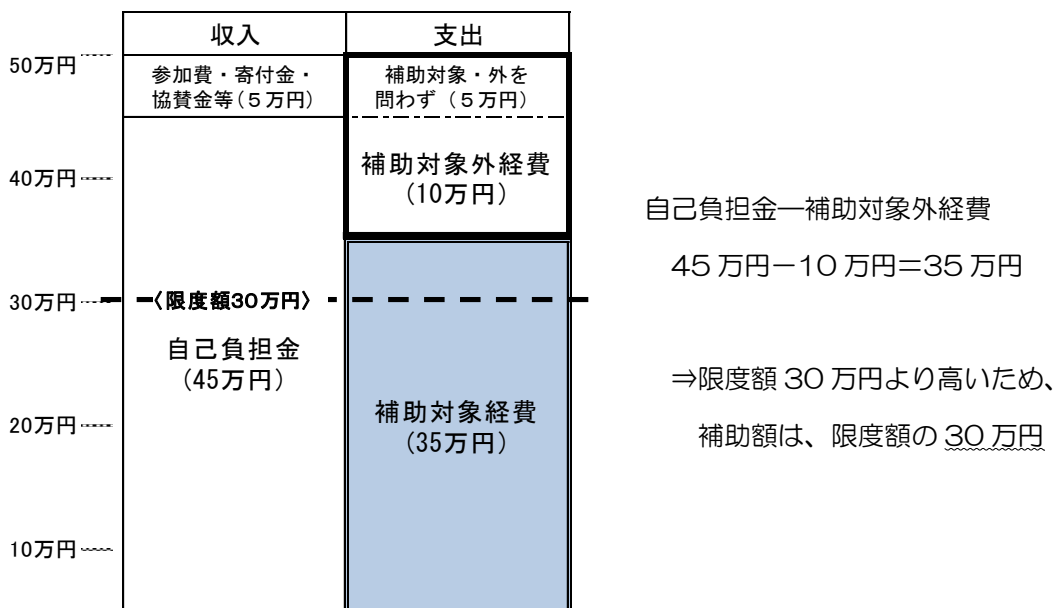 収入
支出
50万円
参加費・寄付金・
協賛金等(５万円)
補助対象・外を
問わず（５万円）
40万円
補助対象外経費
(10万円)
自己負担金―補助対象外経費
45万円－10万円＝35万円
30万円
〈限度額30万円〉
自己負担金
(45万円)
⇒限度額30万円より高いため、
補助額は、限度額の30万円
20万円
補助対象経費
(35万円)
10万円